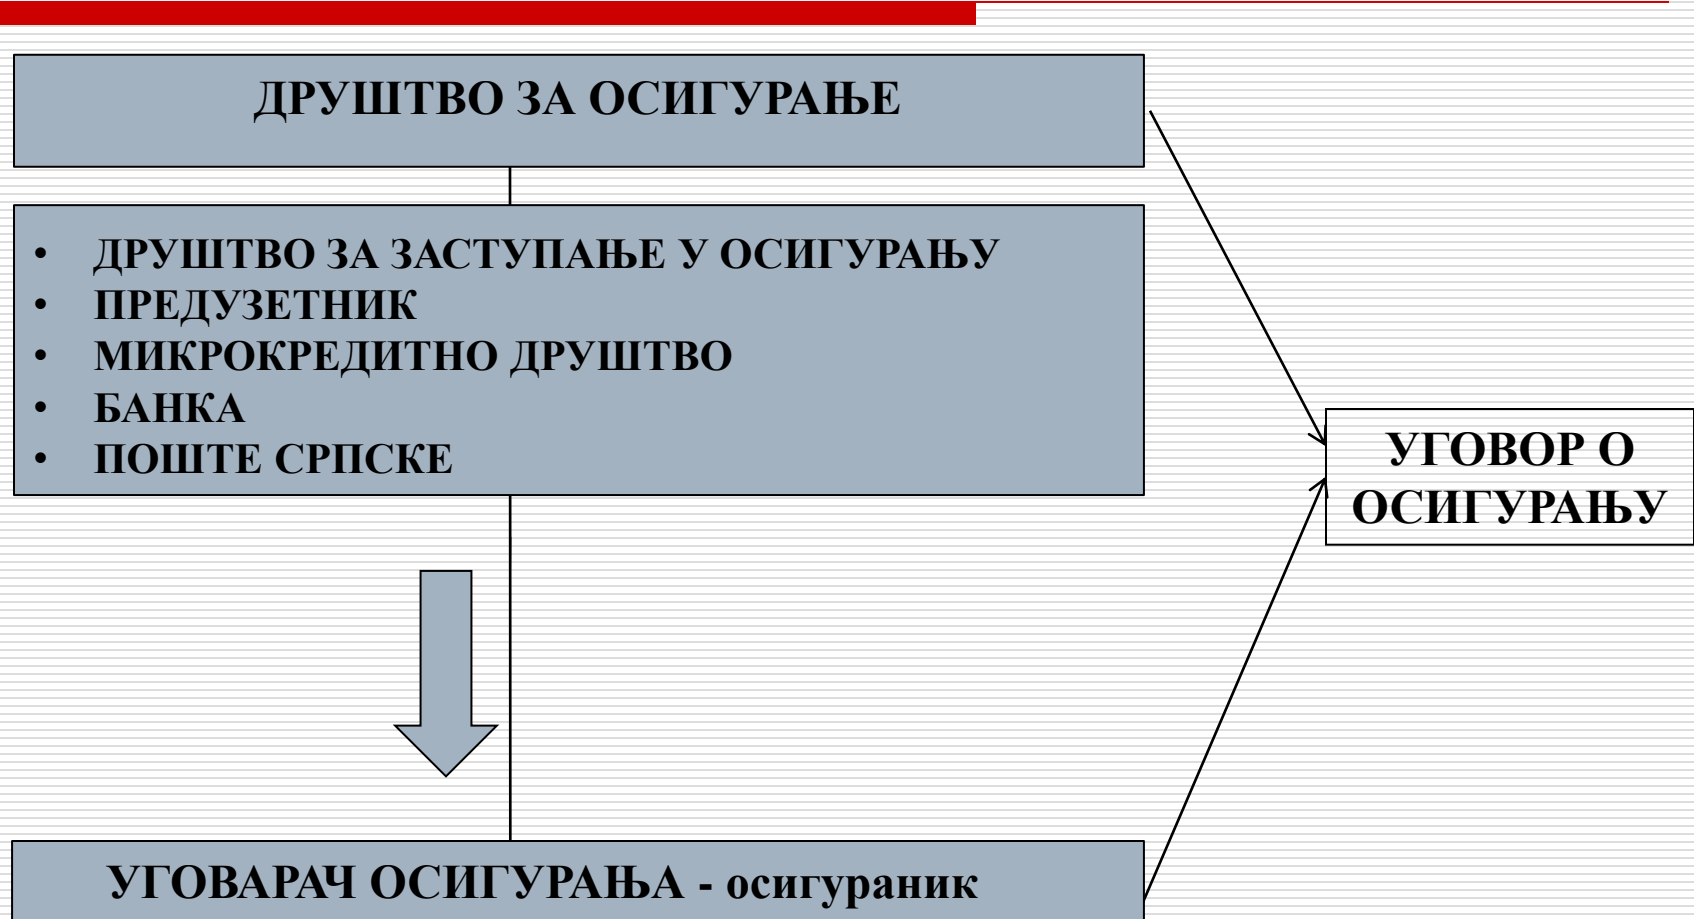 ДРУШТВО ЗА ОСИГУРАЊЕ
• ДРУШТВО ЗА ЗАСТУПАЊЕ У ОСИГУРАЊУ
• ПРЕДУЗЕТНИК
• МИКРОКРЕДИТНО ДРУШТВО
• БАНКА
• ПОШТЕ СРПСКЕ
УГОВОР О
ОСИГУРАЊУ
УГОВАРАЧ ОСИГУРАЊА - осигураник